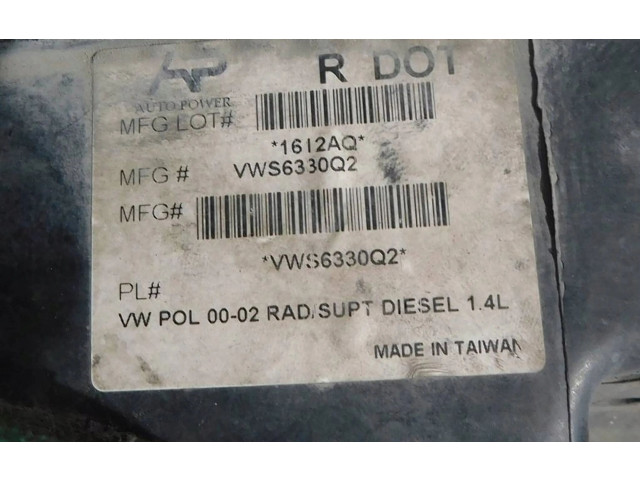 AP R DOT
AUTO POWER
MFG LOT#
*1612AQ*
MFG # VWS6330Q2
MFG#
*VWS6330Q2*
PL#
VW POL 00-02 RAD/SUPT DIESEL 1.4L
MADE IN TAIWAN